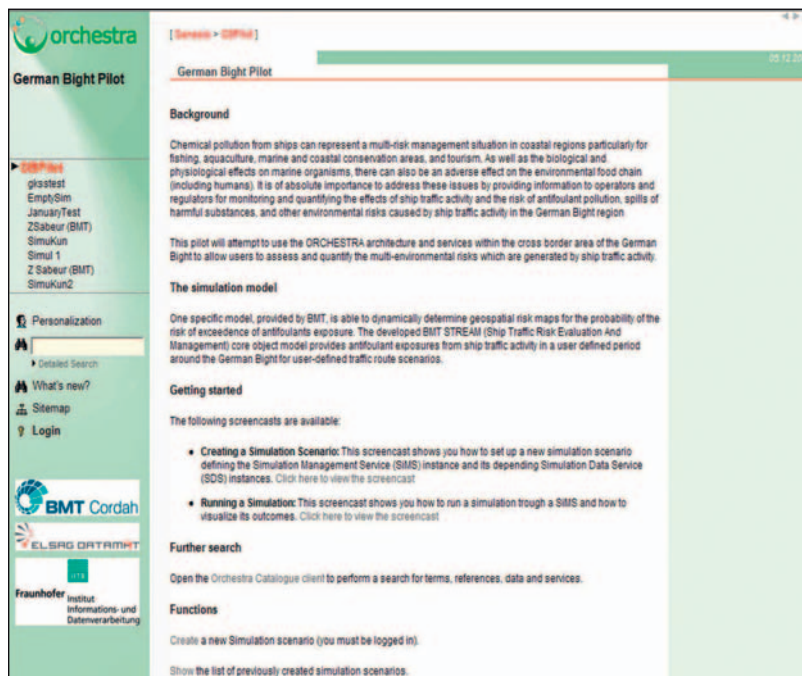 orchestra
German Bight Pilot
gksstest
EmptySim
JanuaryTest
ZSabeur (BMT)
SimuKun
Simul 1
Z Sabeur (BMT)
SimuKun2
Personalization
Detailed Search
What's new?
Sitemap
Login
BMT Cordah
ELSAG DATAMAT
IITB
Fraunhofer Institut
Informations- und
Datenverarbeitung
05.12.20
German Bight Pilot
Background
Chemical pollution from ships can represent a multi-risk management situation in coastal regions particularly for
fishing, aquaculture, marine and coastal conservation areas, and tourism. As well as the biological and
physiological effects on marine organisms, there can also be an adverse effect on the environmental food chain
(including humans). It is of absolute importance to address these issues by providing information to operators and
regulators for monitoring and quantifying the effects of ship traffic activity and the risk of antifoulant pollution, spills of
harmful substances, and other environmental risks caused by ship traffic activity in the German Bight region.
This pilot will attempt to use the ORCHESTRA architecture and services within the cross border area of the German
Bight to allow users to assess and quantify the multi-environmental risks which are generated by ship traffic activity.
The simulation model
One specific model, provided by BMT, is able to dynamically determine geospatial risk maps for the probability of the
risk of exceedence of antifoulants exposure. The developed BMT STREAM (Ship Traffic Risk Evaluation And
Management) core object model provides antifoulant exposures from ship traffic activity in a user defined period
around the German Bight for user-defined traffic route scenarios.
Getting started
The following screencasts are available:
• Creating a Simulation Scenario: This screencast shows you how to set up a new simulation scenario
defining the Simulation Management Service (SiMS) instance and its depending Simulation Data Service
(SDS) instances. Click here to view the screencast
• Running a Simulation: This screencast shows you how to run a simulation trough a SiMS and how to
visualize its outcomes. Click here to view the screencast
Further search
Open the Orchestra Catalogue client to perform a search for terms, references, data and services.
Functions
Create a new Simulation scenario (you must be logged in).
Show the list of previously created simulation scenarios.